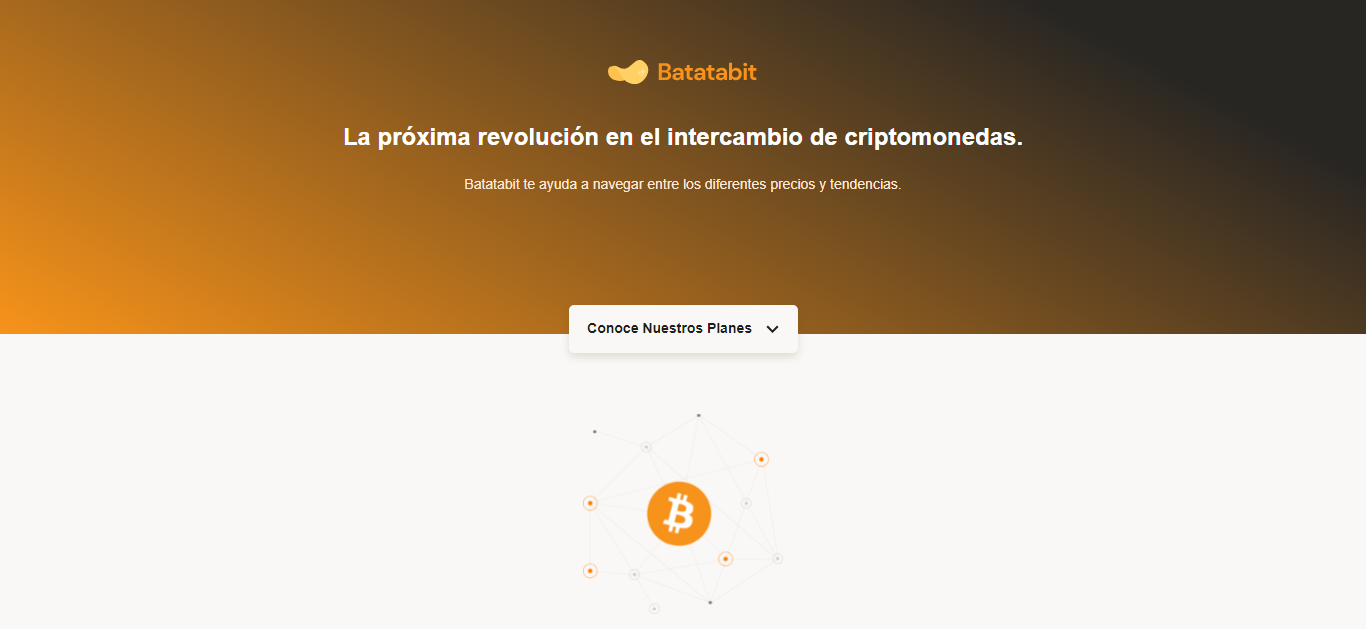 Batatabit
La próxima revolución en el intercambio de criptomonedas.
Batatabit te ayuda a navegar entre los diferentes precios y tendencias.
Conoce Nuestros Planes